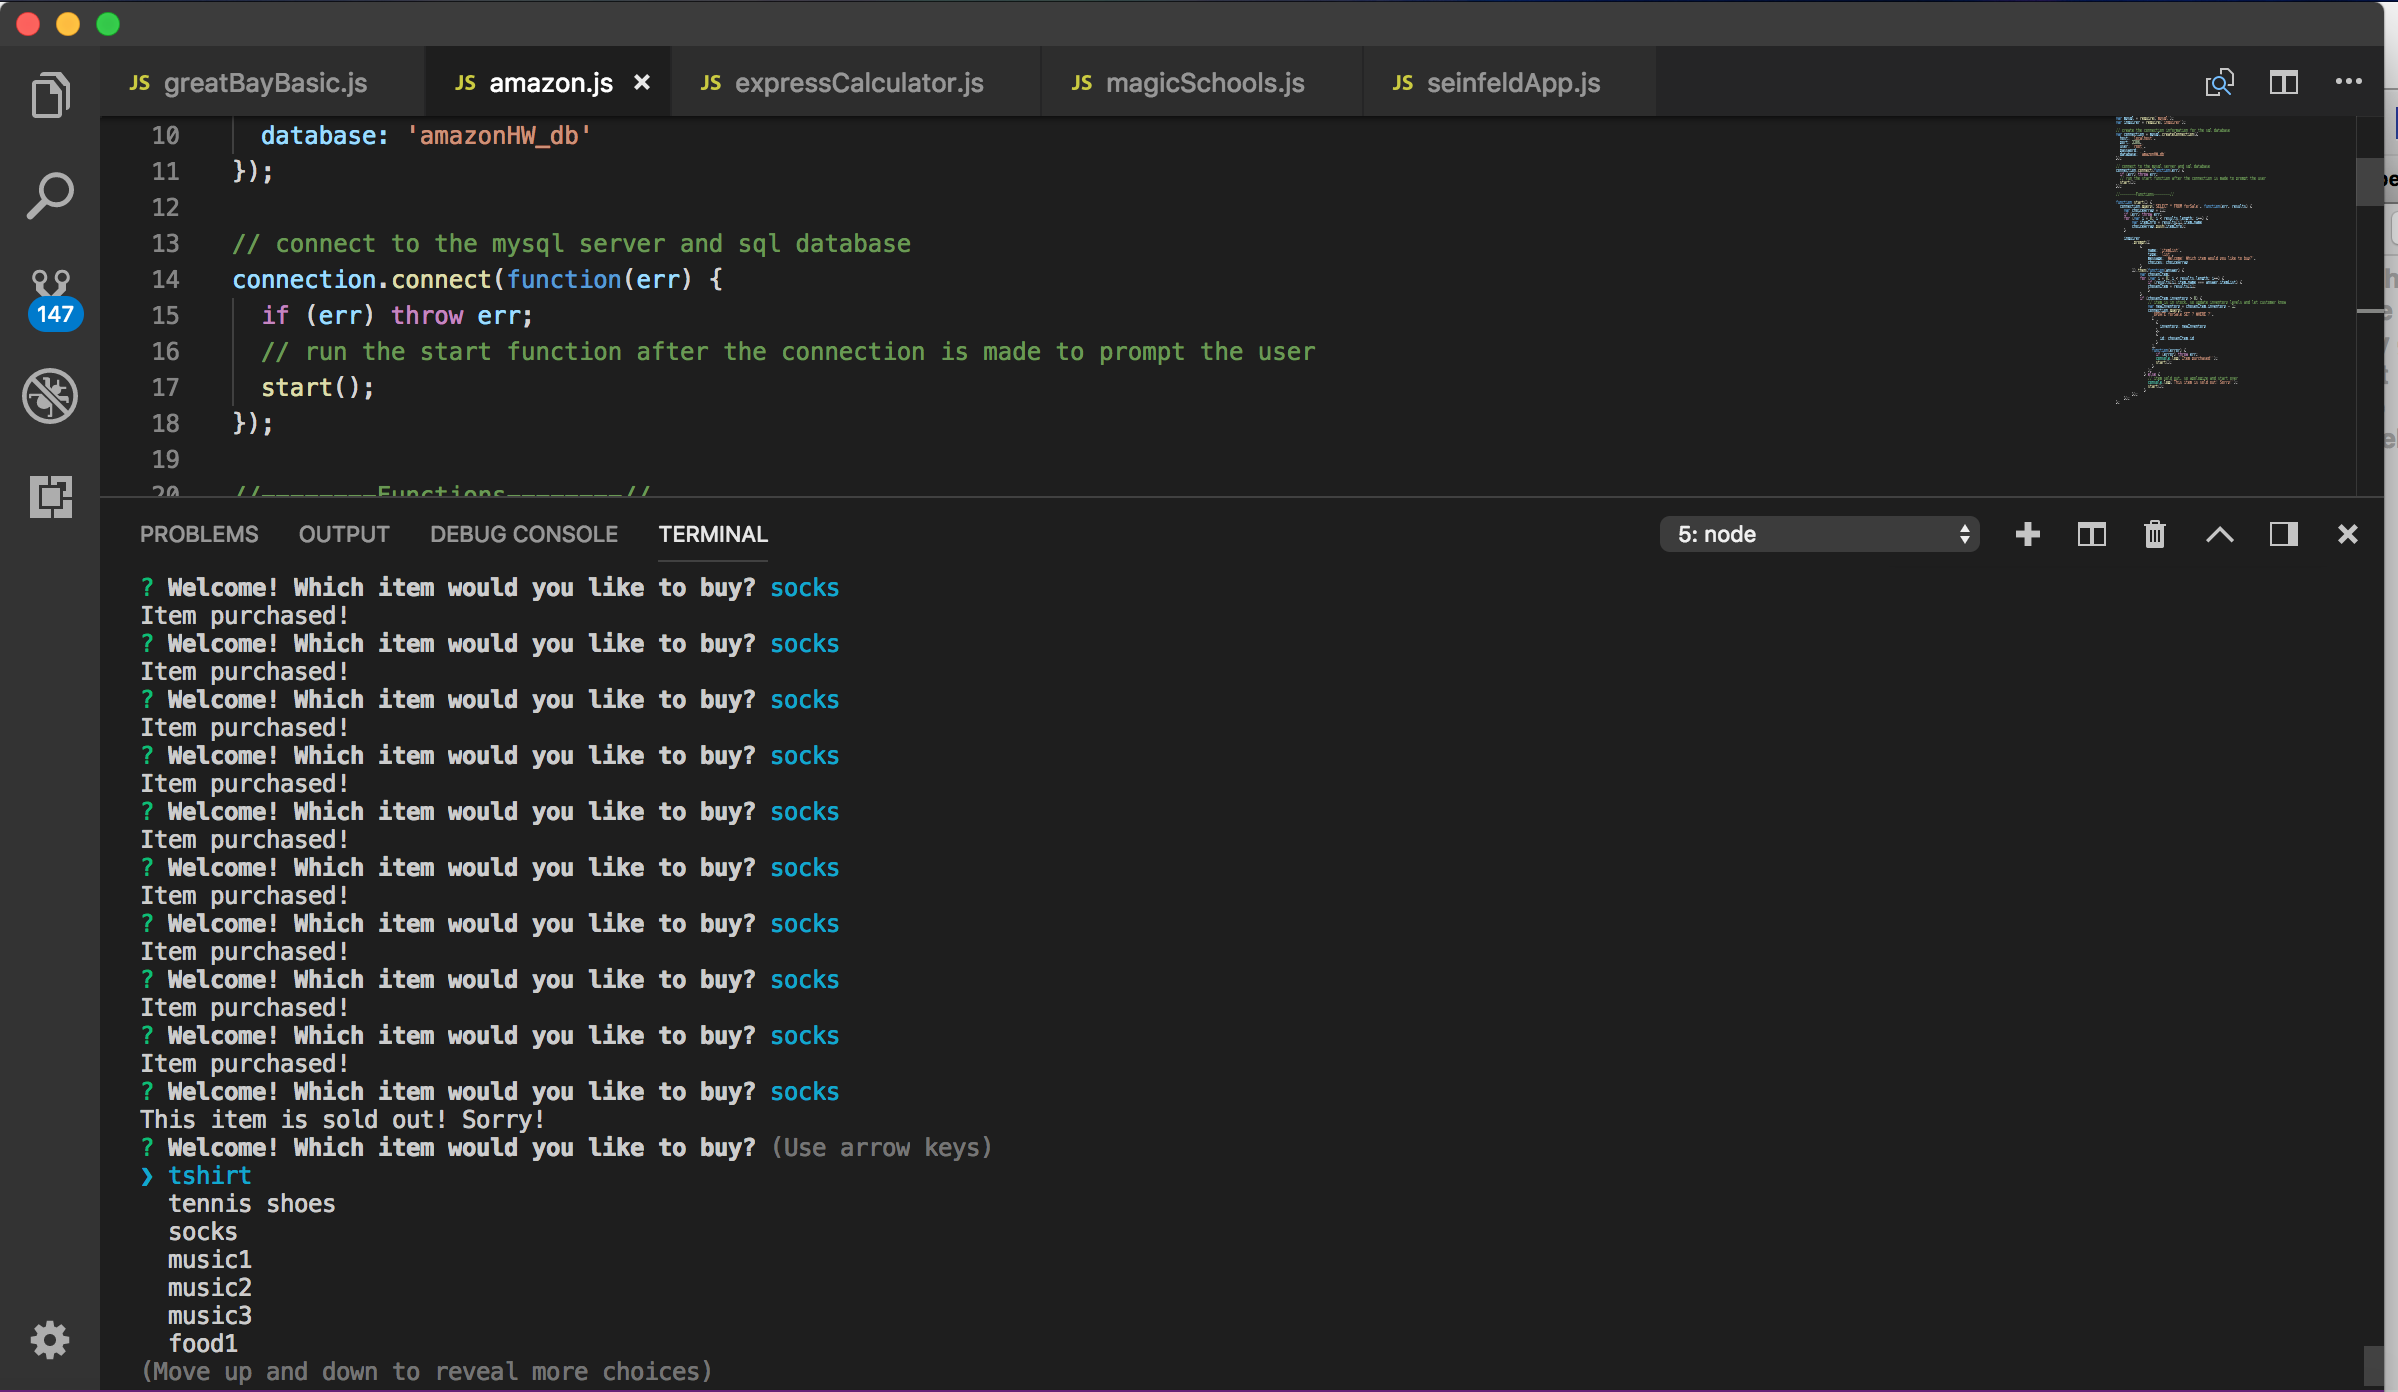 JS greatBayBasic.js JS amazon.js × JS expressCalculator.js JS magicSchools.js JS seinfeldApp.js
147
10 database: 'amazonHW_db'
11 });
12
13 // connect to the mysql server and sql database
14 connection.connect(function(err) {
15 if (err) throw err;
16 // run the start function after the connection is made to prompt the user
17 start();
18 });
19
20 //--------Functions--------//
PROBLEMS OUTPUT DEBUG CONSOLE TERMINAL 5: node
? Welcome! Which item would you like to buy? socks
Item purchased!
? Welcome! Which item would you like to buy? socks
Item purchased!
? Welcome! Which item would you like to buy? socks
Item purchased!
? Welcome! Which item would you like to buy? socks
Item purchased!
? Welcome! Which item would you like to buy? socks
Item purchased!
? Welcome! Which item would you like to buy? socks
Item purchased!
? Welcome! Which item would you like to buy? socks
Item purchased!
? Welcome! Which item would you like to buy? socks
Item purchased!
? Welcome! Which item would you like to buy? socks
Item purchased!
? Welcome! Which item would you like to buy? socks
This item is sold out! Sorry!
? Welcome! Which item would you like to buy? (Use arrow keys)
❯ tshirt
tennis shoes
socks
music1
music2
music3
food1
(Move up and down to reveal more choices)